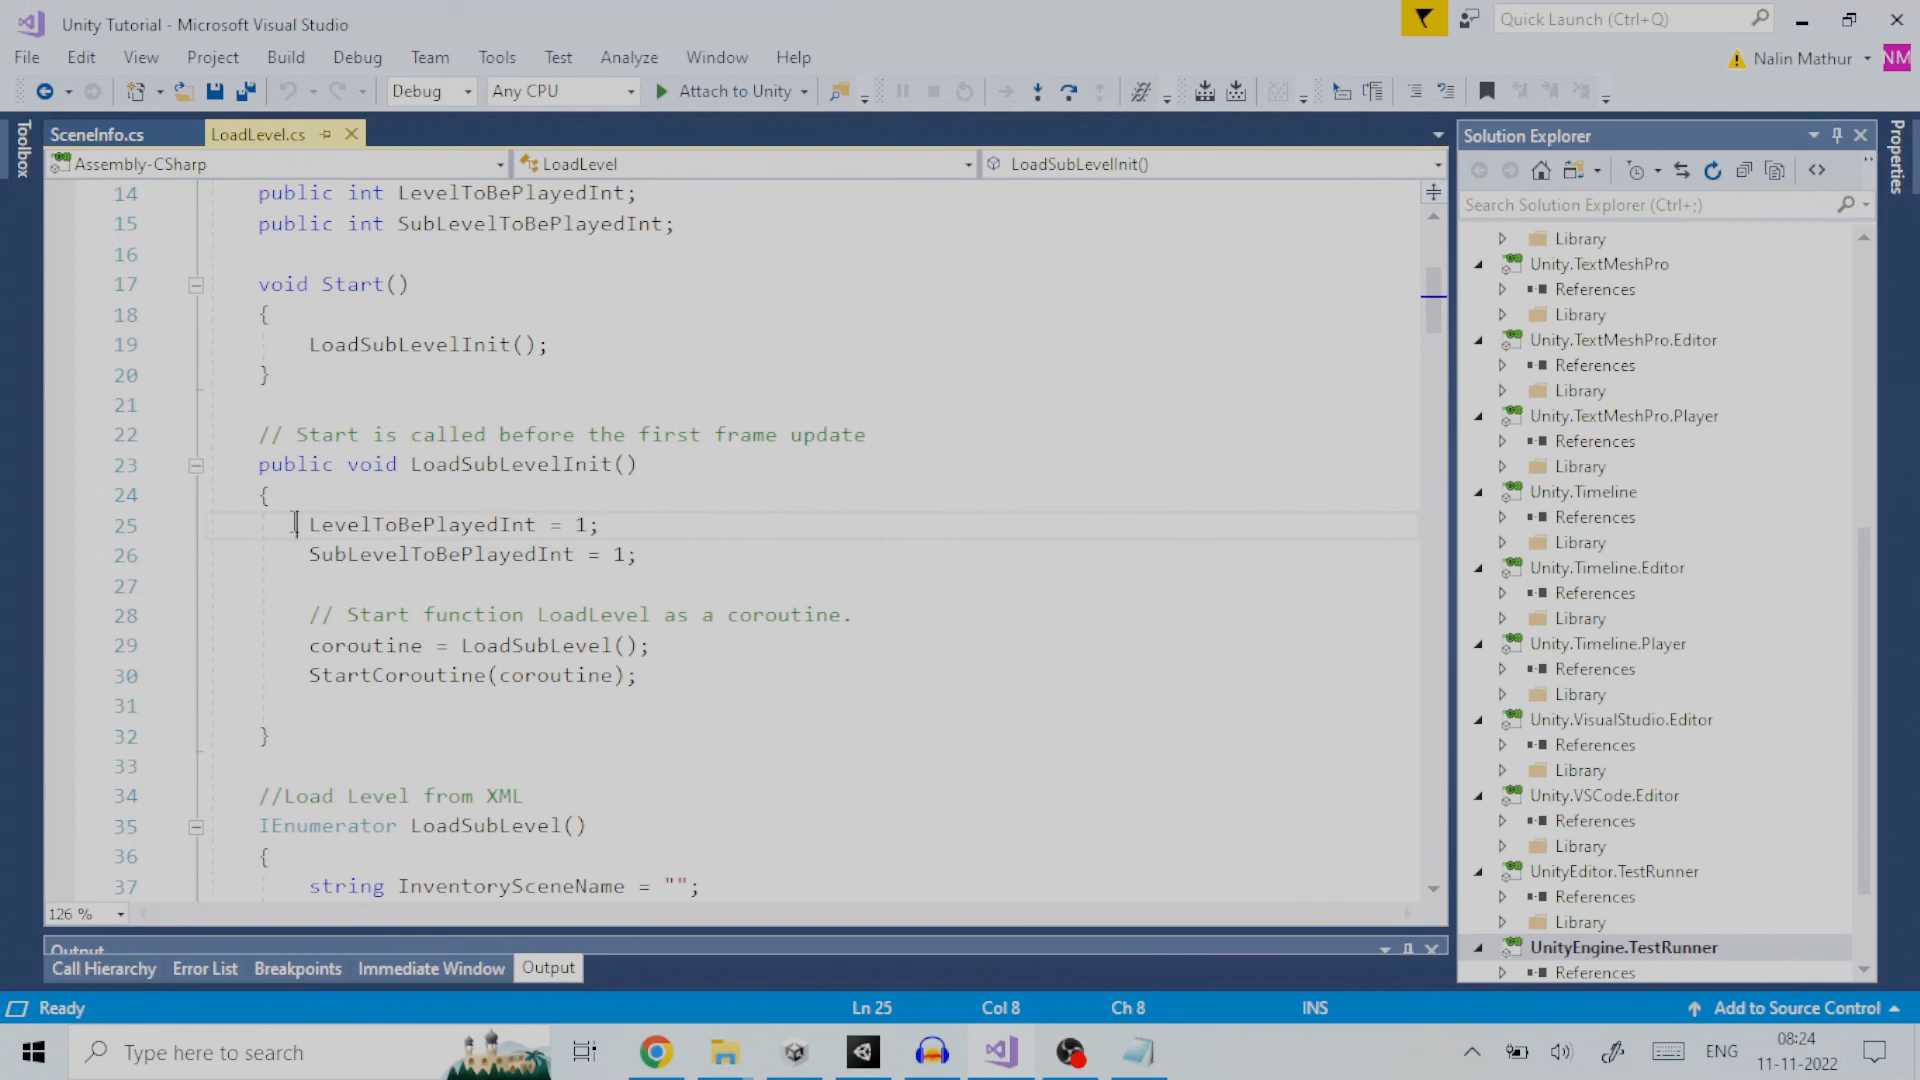 Unity Tutorial - Microsoft Visual Studio
Quick Launch (Ctrl+Q)
File Edit View Project Build Debug Team Tools Test Analyze Window Help
Nalin Mathur
NM
Debug
Any CPU
Attach to Unity
Toolbox
SceneInfo.cs
LoadLevel.cs
Assembly-CSharp
LoadLevel
LoadSubLevelInit()
14 public int LevelToBePlayedInt;
15 public int SubLevelToBePlayedInt;
16
17 void Start()
18 {
19 LoadSubLevelInit();
20 }
21
22 // Start is called before the first frame update
23 public void LoadSubLevelInit()
24 {
25 LevelToBePlayedInt = 1;
26 SubLevelToBePlayedInt = 1;
27
28 // Start function LoadLevel as a coroutine.
29 coroutine = LoadSubLevel();
30 StartCoroutine(coroutine);
31
32 }
33
34 //Load Level from XML
35 IEnumerator LoadSubLevel()
36 {
37 string InventorySceneName = "";
126 %
Output
Call Hierarchy Error List Breakpoints Immediate Window Output
Solution Explorer
Search Solution Explorer (Ctrl+;)
Library
Unity.TextMeshPro
References
Library
Unity.TextMeshPro.Editor
References
Library
Unity.TextMeshPro.Player
References
Library
Unity.Timeline
References
Library
Unity.Timeline.Editor
References
Library
Unity.Timeline.Player
References
Library
Unity.VisualStudio.Editor
References
Library
Unity.VSCode.Editor
References
Library
UnityEditor.TestRunner
References
Library
UnityEngine.TestRunner
References
Properties
Ready
Ln 25
Col 8
Ch 8
INS
Add to Source Control
Type here to search
ENG
08:24
11-11-2022